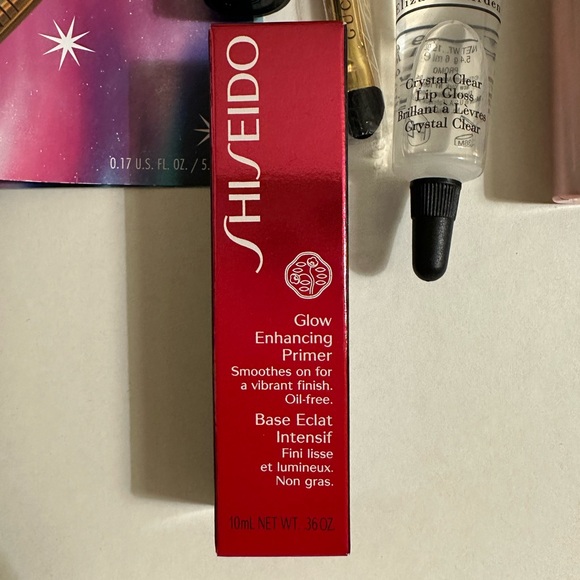 SHISEIDO
Glow
Enhancing
Primer
Smoothes on for
a vibrant finish.
Oil-free.
Base Eclat
Intensif
Fini lisse
et lumineux.
Non gras.
10mL NET WT. .36 OZ.
0.17 U.S. FL. OZ. / 5.
Crystal Clear
Lip Gloss
Brillant à Lèvres
Crystal Clear